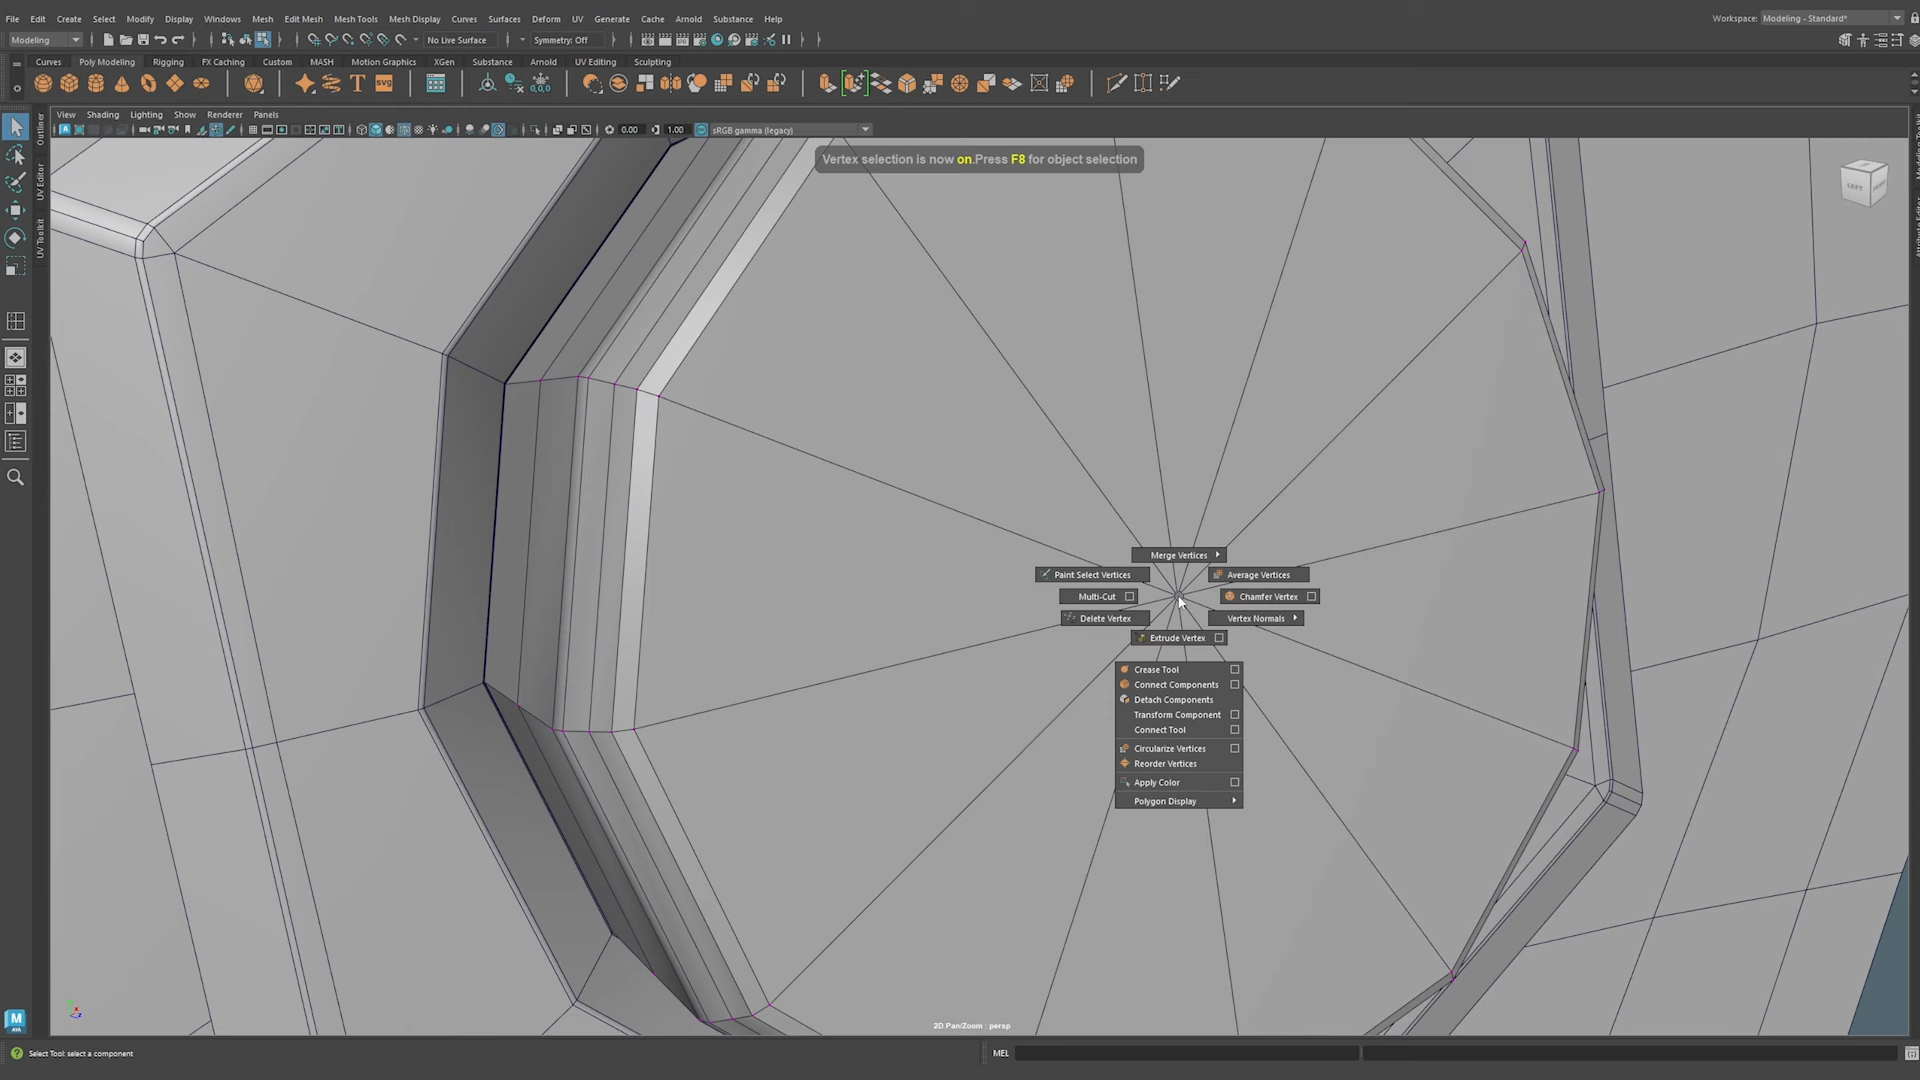 File Edit Create Select Modify Display Windows Mesh Edit Mesh Mesh Tools Mesh Display Curves Surfaces Deform UV Generate Cache Arnold Substance Help
Workspace: Modeling - Standard*
Modeling
No Live Surface
Symmetry: Off
Curves Poly Modeling Rigging FX Caching Custom MASH Motion Graphics XGen Substance Arnold UV Editing Sculpting
View Shading Lighting Show Renderer Panels
0.00
1.00
sRGB gamma (legacy)
Outliner
UV Editor
UV Toolkit
Vertex selection is now on.Press F8 for object selection
LEFT
Merge Vertices
Paint Select Vertices
Average Vertices
Multi-Cut
Chamfer Vertex
Delete Vertex
Vertex Normals
Extrude Vertex
Crease Tool
Connect Components
Detach Components
Transform Component
Connect Tool
Circularize Vertices
Reorder Vertices
Apply Color
Polygon Display
2D Pan/Zoom : persp
M
Select Tool: select a component
MEL